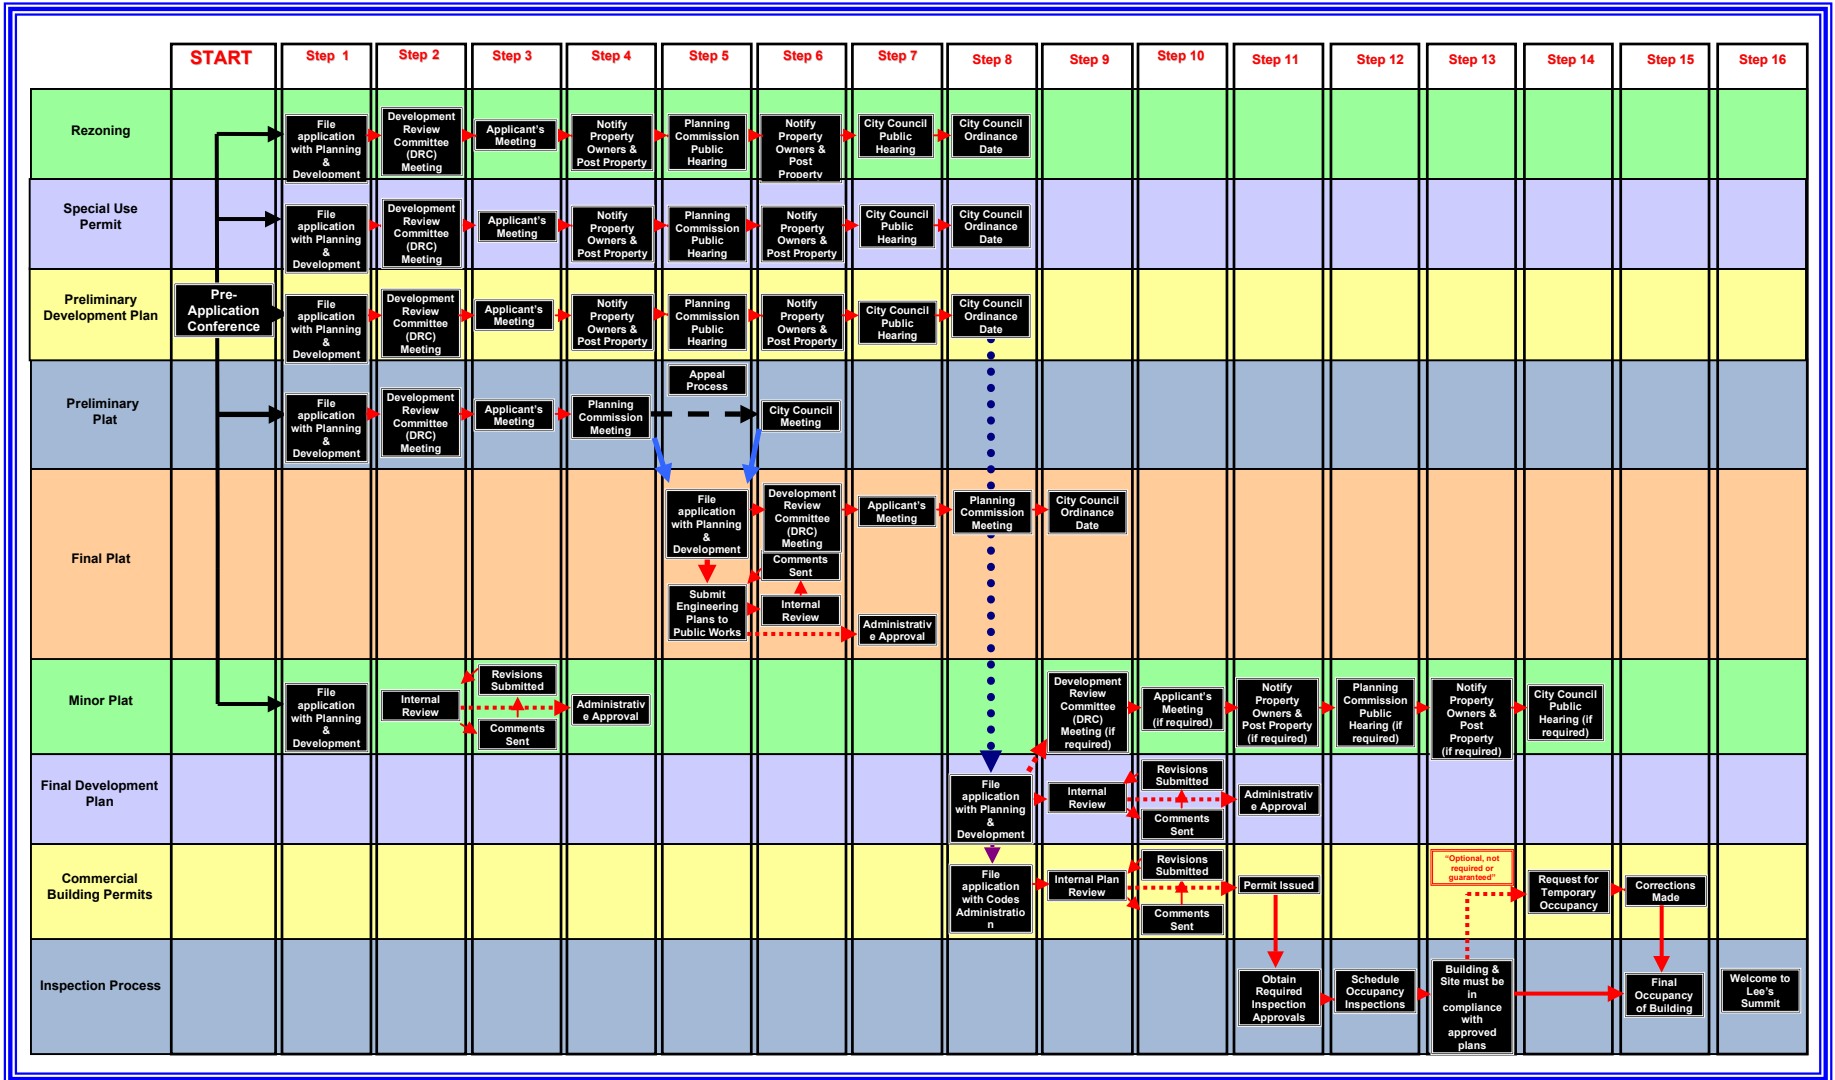 START
Step 1
Step 2
Step 3
Step 4
Step 5
Step 6
Step 7
Step 8
Step 9
Step 10
Step 11
Step 12
Step 13
Step 14
Step 15
Step 16
Rezoning
File
application
with Planning
&
Development
Development
Review
Committee
(DRC)
Meeting
Applicant's
Meeting
Notify
Property
Owners &
Post Property
Planning
Commission
Public
Hearing
Notify
Property
Owners &
Post
Property
City Council
Public
Hearing
City Council
Ordinance
Date
Special Use
Permit
File
application
with Planning
&
Development
Development
Review
Committee
(DRC)
Meeting
Applicant's
Meeting
Notify
Property
Owners &
Post Property
Planning
Commission
Public
Hearing
Notify
Property
Owners &
Post Property
City Council
Public
Hearing
City Council
Ordinance
Date
Preliminary
Development Plan
Pre-
Application
Conference
File
application
with Planning
&
Development
Development
Review
Committee
(DRC)
Meeting
Applicant's
Meeting
Notify
Property
Owners &
Post Property
Planning
Commission
Public
Hearing
Notify
Property
Owners &
Post Property
City Council
Public
Hearing
City Council
Ordinance
Date
Preliminary
Plat
File
application
with Planning
&
Development
Development
Review
Committee
(DRC)
Meeting
Applicant's
Meeting
Planning
Commission
Meeting
Appeal
Process
City Council
Meeting
Final Plat
File
application
with Planning
&
Development
Development
Review
Committee
(DRC)
Meeting
Applicant's
Meeting
Planning
Commission
Meeting
City Council
Ordinance
Date
Comments
Sent
Submit
Engineering
Plans to
Public Works
Internal
Review
Administrativ
e Approval
Minor Plat
File
application
with Planning
&
Development
Internal
Review
Revisions
Submitted
Comments
Sent
Administrativ
e Approval
Development
Review
Committee
(DRC)
Meeting (if
required)
Applicant's
Meeting
(if required)
Notify
Property
Owners &
Post Property
(if required)
Planning
Commission
Public
Hearing (if
required)
Notify
Property
Owners &
Post
Property
(if required)
City Council
Public
Hearing (if
required)
Final Development
Plan
File
application
with Planning
&
Development
Internal
Review
Revisions
Submitted
Comments
Sent
Administrativ
e Approval
Commercial
Building Permits
File
application
with Codes
Administratio
n
Internal Plan
Review
Revisions
Submitted
Comments
Sent
Permit Issued
"Optional, not
required or
guaranteed"
Request for
Temporary
Occupancy
Corrections
Made
Inspection Process
Obtain
Required
Inspection
Approvals
Schedule
Occupancy
Inspections
Building &
Site must be
in
compliance
with
approved
plans
Final
Occupancy
of Building
Welcome to
Lee's
Summit